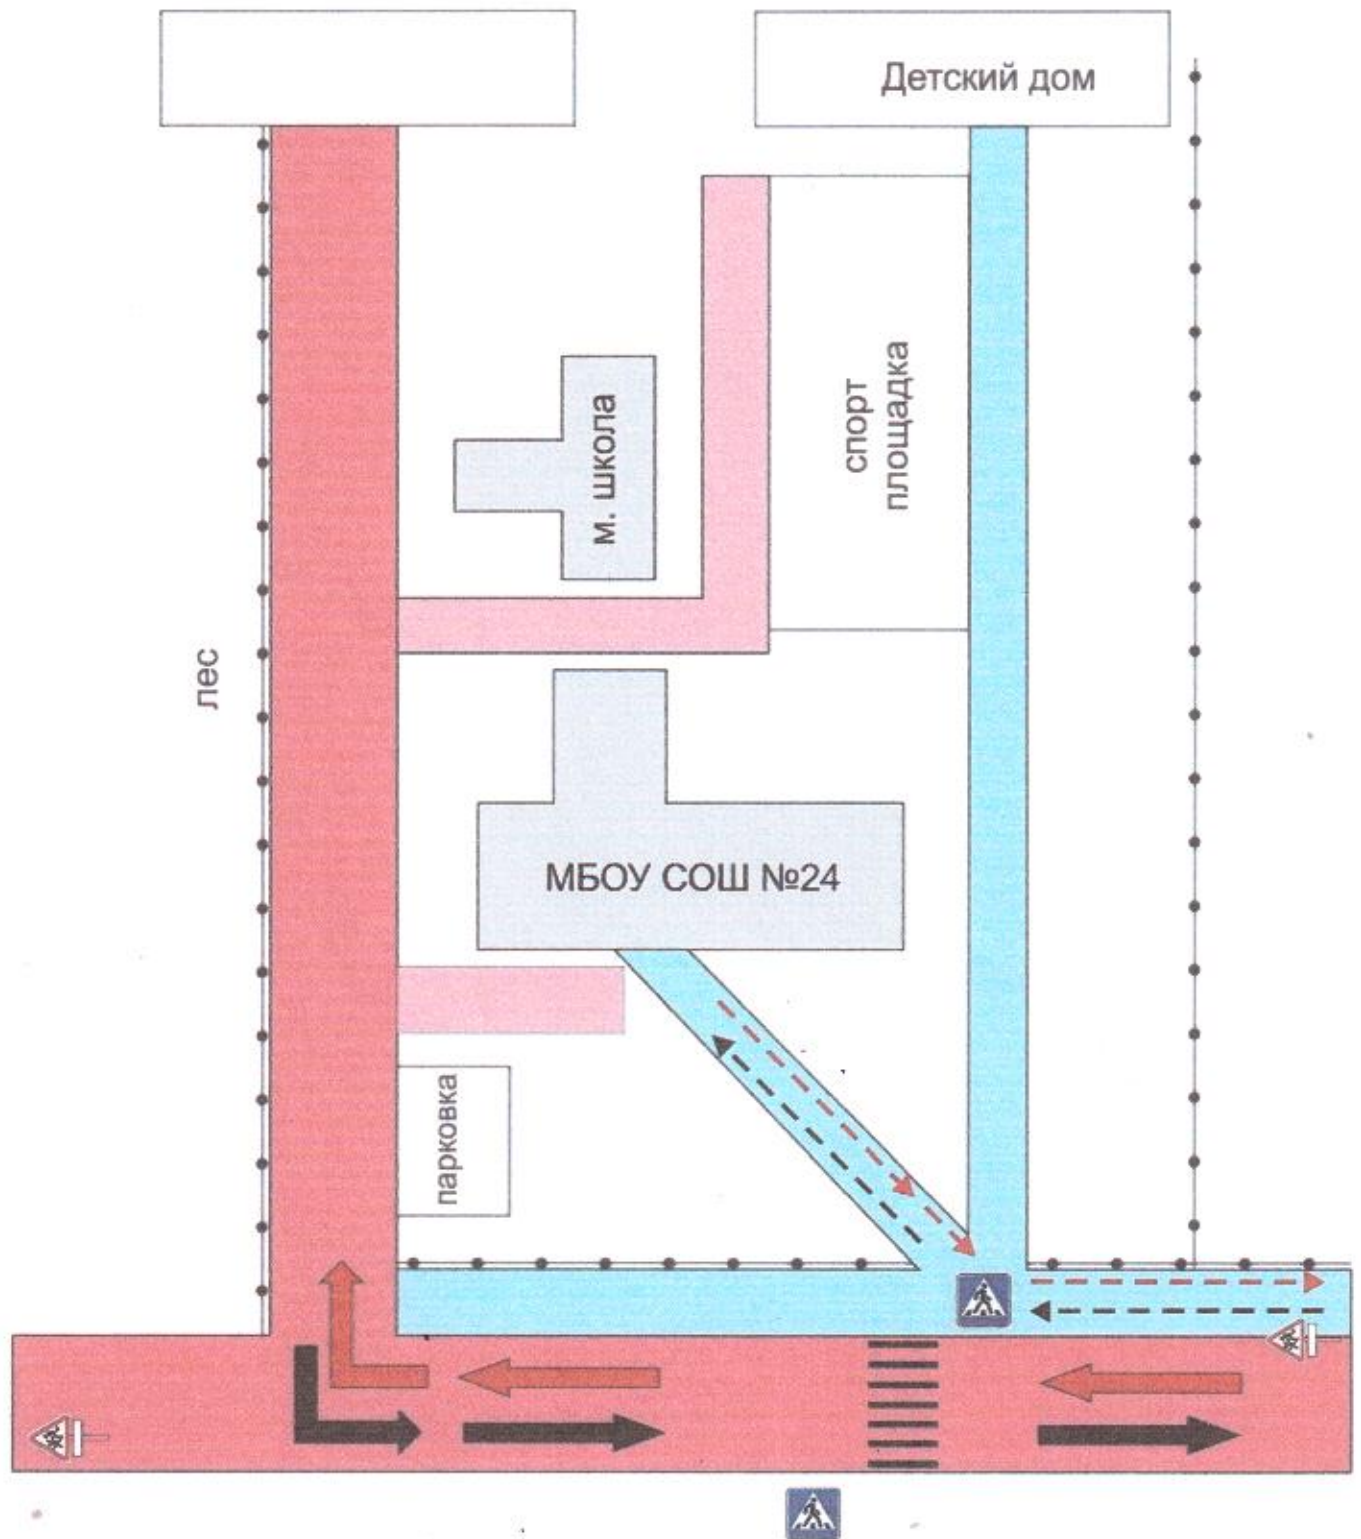 Детский дом
спорт
площадка
м. школа
лес
МБОУ СОШ №24
парковка